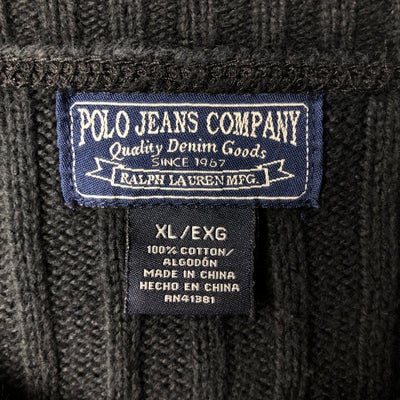 POLO JEANS COMPANY
Quality Denim Goods
SINCE 1967
RALPH LAUREN MFG.
XL/EXG
100% COTTON/
ALGODÓN
MADE IN CHINA
HECHO EN CHINA
RN41381